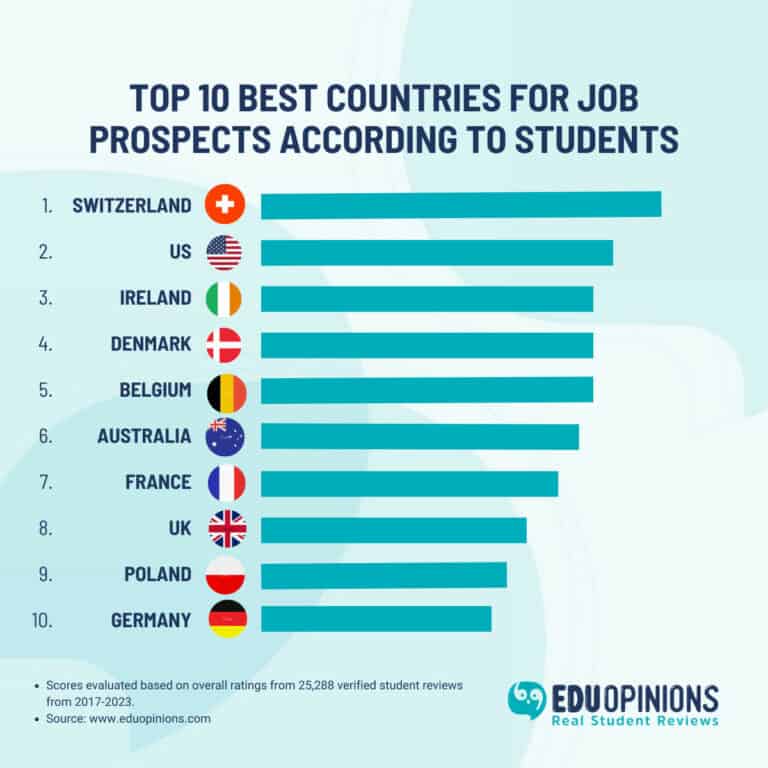 TOP 10 BEST COUNTRIES FOR JOB
PROSPECTS ACCORDING TO STUDENTS
1. SWITZERLAND
2. US
3. IRELAND
4. DENMARK
5. BELGIUM
6. AUSTRALIA
7. FRANCE
8. UK
9. POLAND
10. GERMANY
• Scores evaluated based on overall ratings from 25,288 verified student reviews
from 2017-2023.
• Source: www.eduopinions.com
EDUOPINIONS
Real Student Reviews